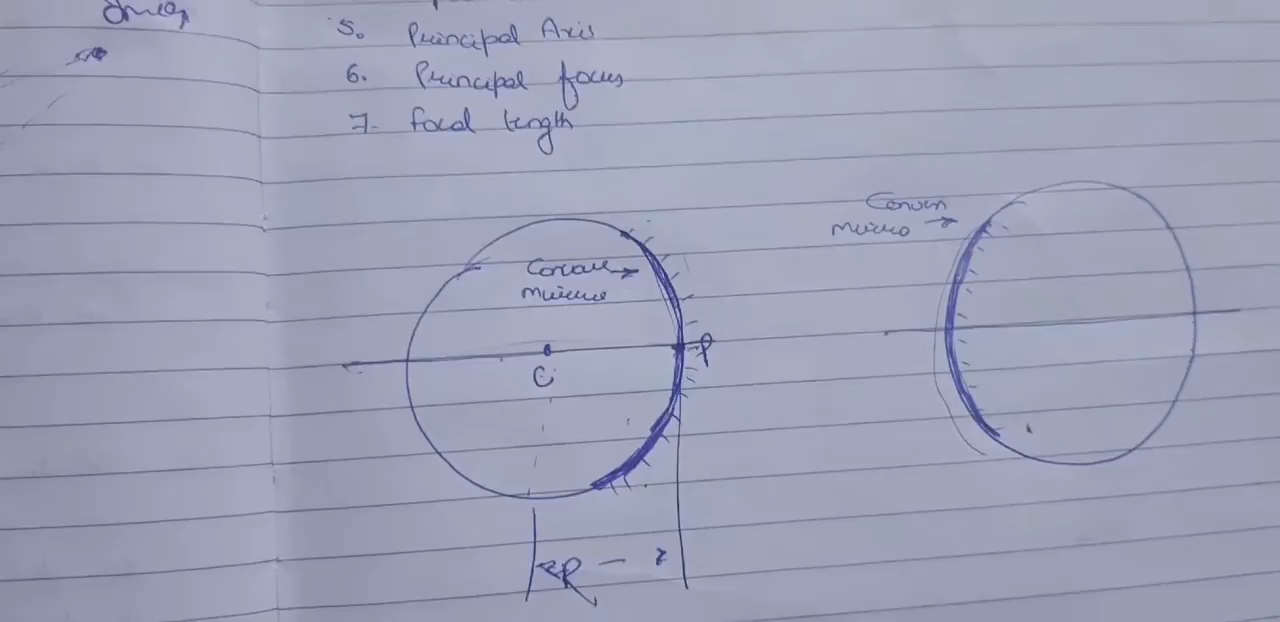 5. Principal Axis
6. Principal focus
7. Focal length
Convex
mirror
Concave
mirror
P
C
R